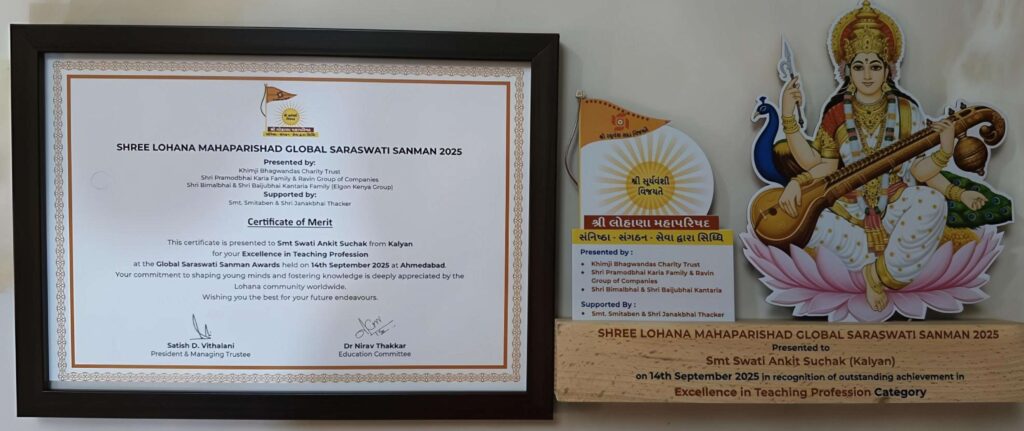 શ્રી લોહાણા મહાપરિષદ
સંનિષ્ઠા - સંગઠન - સેવા દ્વારા સિધ્ધિ
SHREE LOHANA MAHAPARISHAD GLOBAL SARASWATI SANMAN 2025
Presented by:
Khimji Bhagwandas Charity Trust
Shri Pramodbhai Karia Family & Ravin Group of Companies
Shri Bimalbhai & Shri Baijubhai Kantaria Family (Elgon Kenya Group)
Supported by:
Smt. Smitaben & Shri Janakbhai Thacker
Certificate of Merit
This certificate is presented to Smt Swati Ankit Suchak from Kalyan
for your Excellence in Teaching Profession
at the Global Saraswati Sanman Awards held on 14th September 2025 at Ahmedabad.
Your commitment to shaping young minds and fostering knowledge is deeply appreciated by the
Lohana community worldwide.
Wishing you the best for your future endeavours.
Satish D. Vithalani
President & Managing Trustee
Dr Nirav Thakkar
Education Committee
શ્રી સૂર્યવંશી
વિજયતે
શ્રી લોહાણા મહાપરિષદ
સંનિષ્ઠા - સંગઠન - સેવા દ્વારા સિધ્ધિ
Presented by :
• Khimji Bhagwandas Charity Trust
• Shri Pramodbhai Karia Family & Ravin
Group of Companies
• Shri Bimalbhai & Shri Baijubhai Kantaria
Supported By :
• Smt. Smitaben & Shri Janakbhai Thacker
SHREE LOHANA MAHAPARISHAD GLOBAL SARASWATI SANMAN 2025
Presented to
Smt Swati Ankit Suchak (Kalyan)
on 14th September 2025 in recognition of outstanding achievement in
Excellence in Teaching Profession Category